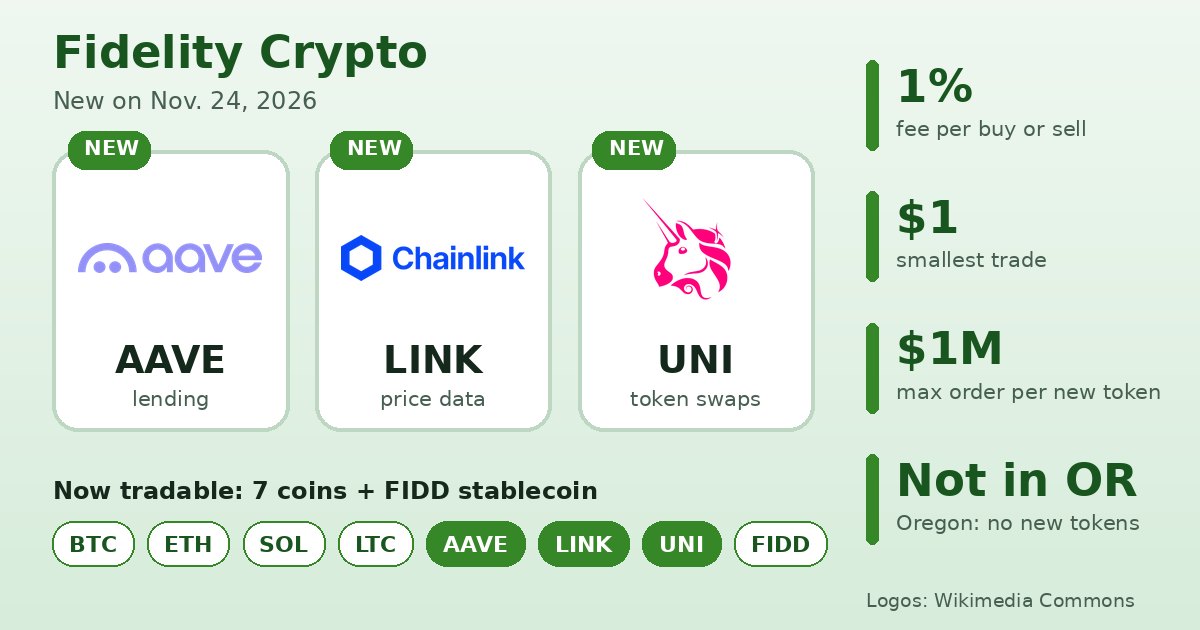 Fidelity Crypto
New on Nov. 24, 2026
NEW
aave
AAVE
lending
NEW
Chainlink
LINK
price data
NEW
UNI
token swaps
Now tradable: 7 coins + FIDD stablecoin
BTC ETH SOL LTC AAVE LINK UNI FIDD
1%
fee per buy or sell
$1
smallest trade
$1M
max order per new token
Not in OR
Oregon: no new tokens
Logos: Wikimedia Commons